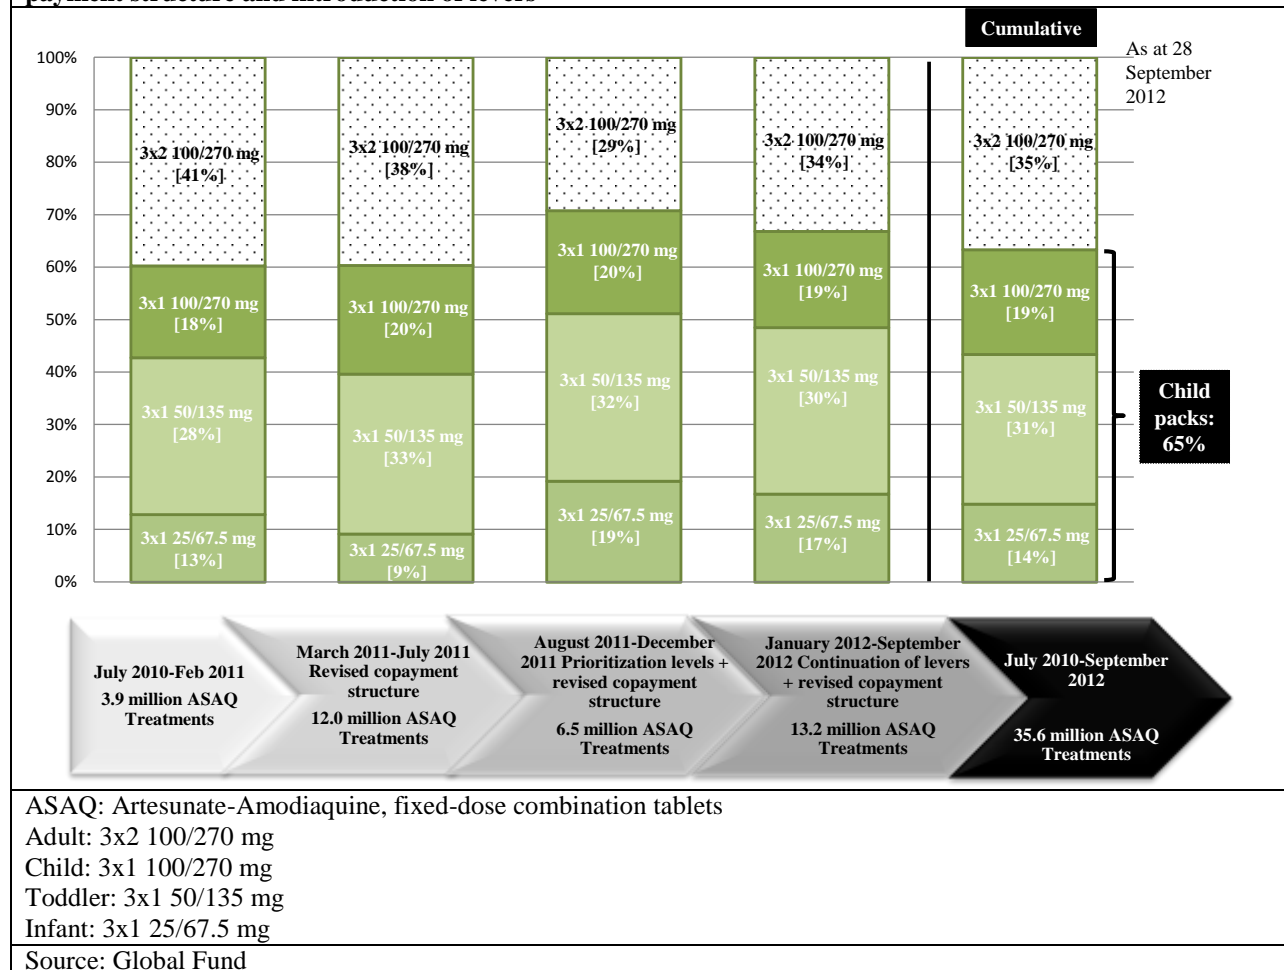 payment structure and introduction of levers
Cumulative
As at 28
September
2012
100%
90%
80%
70%
60%
50%
40%
30%
20%
10%
0%
3x2 100/270 mg
[41%]
3x1 100/270 mg
[18%]
3x1 50/135 mg
[28%]
3x1 25/67.5 mg
[13%]
3x2 100/270 mg
[38%]
3x1 100/270 mg
[20%]
3x1 50/135 mg
[33%]
3x1 25/67.5 mg
[9%]
3x2 100/270 mg
[29%]
3x1 100/270 mg
[20%]
3x1 50/135 mg
[32%]
3x1 25/67.5 mg
[19%]
3x2 100/270 mg
[34%]
3x1 100/270 mg
[19%]
3x1 50/135 mg
[30%]
3x1 25/67.5 mg
[17%]
3x2 100/270 mg
[35%]
3x1 100/270 mg
[19%]
3x1 50/135 mg
[31%]
3x1 25/67.5 mg
[14%]
Child
packs:
65%
July 2010-Feb 2011
3.9 million ASAQ
Treatments
March 2011-July 2011
Revised copayment
structure
12.0 million ASAQ
Treatments
August 2011-December
2011 Prioritization levels +
revised copayment
structure
6.5 million ASAQ
Treatments
January 2012-September
2012 Continuation of levers
+ revised copayment
structure
13.2 million ASAQ
Treatments
July 2010-September
2012
35.6 million ASAQ
Treatments
ASAQ: Artesunate-Amodiaquine, fixed-dose combination tablets
Adult: 3x2 100/270 mg
Child: 3x1 100/270 mg
Toddler: 3x1 50/135 mg
Infant: 3x1 25/67.5 mg
Source: Global Fund